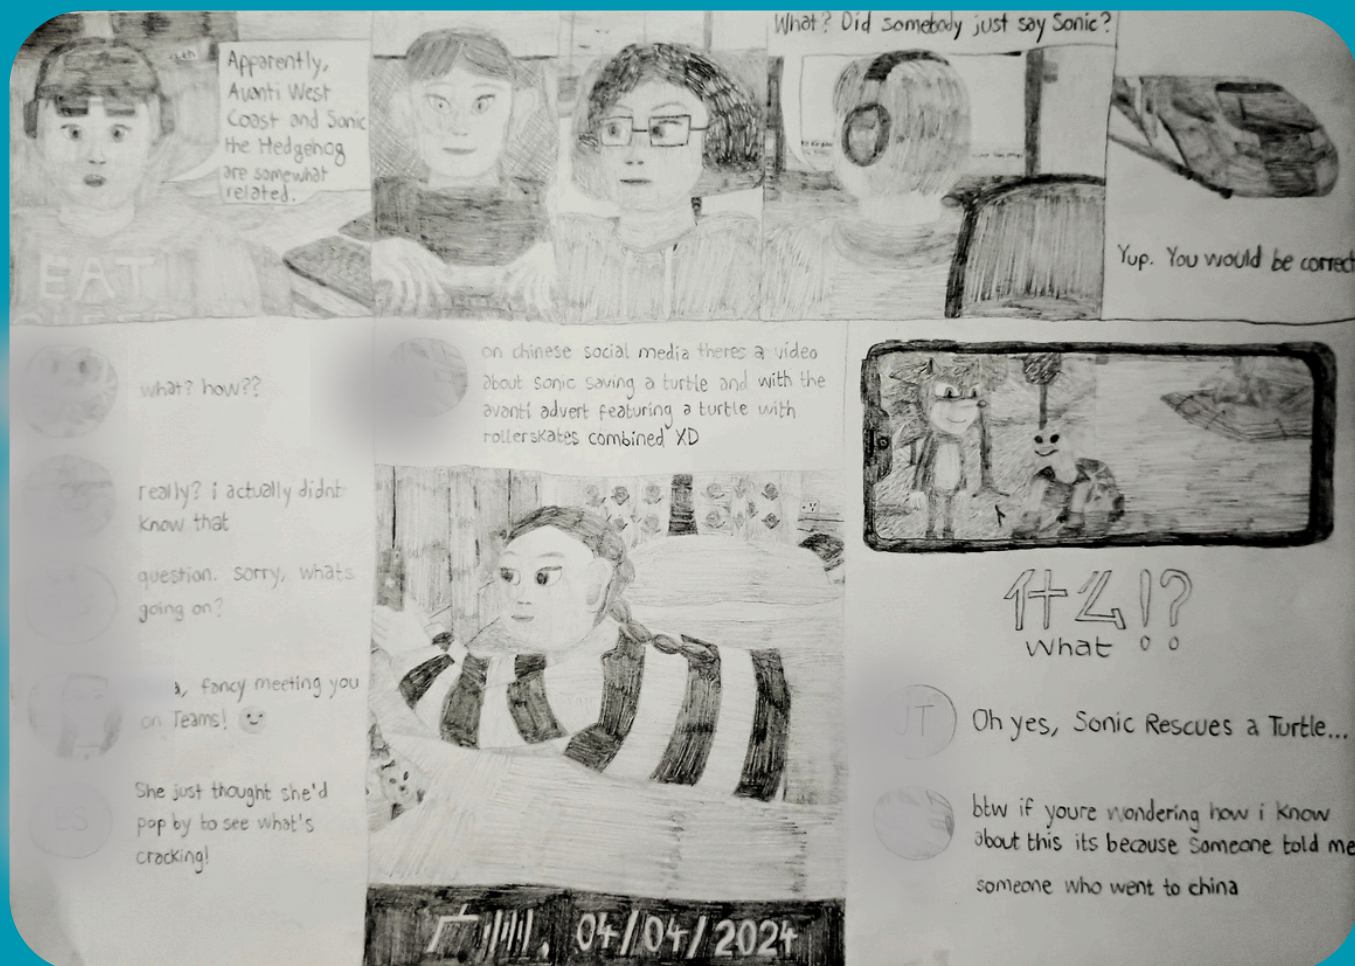 Apparently,
Avanti West
Coast and Sonic
the Hedgehog
are somewhat
related.
EAT
What? Did somebody just say Sonic?
Yup. You would be correct
what? how??
really? i actually didnt
know that
question. sorry, whats
going on?
a, fancy meeting you
on Teams!
LS
She just thought she'd
pop by to see what's
cracking!
on chinese social media theres a video
about sonic saving a turtle and with the
avanti advert featuring a turtle with
rollerskates combined XD
广州, 04/04/2024
什么!?
What
JT
Oh yes, Sonic Rescues a Turtle...
btw if youre wondering how i know
about this its because someone told me
someone who went to china